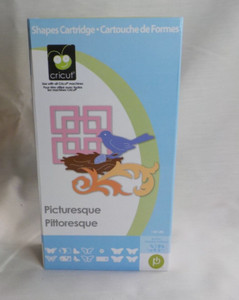 Shapes Cartridge • Cartouche de Formes
cricut
Picturesque
Pittoresque